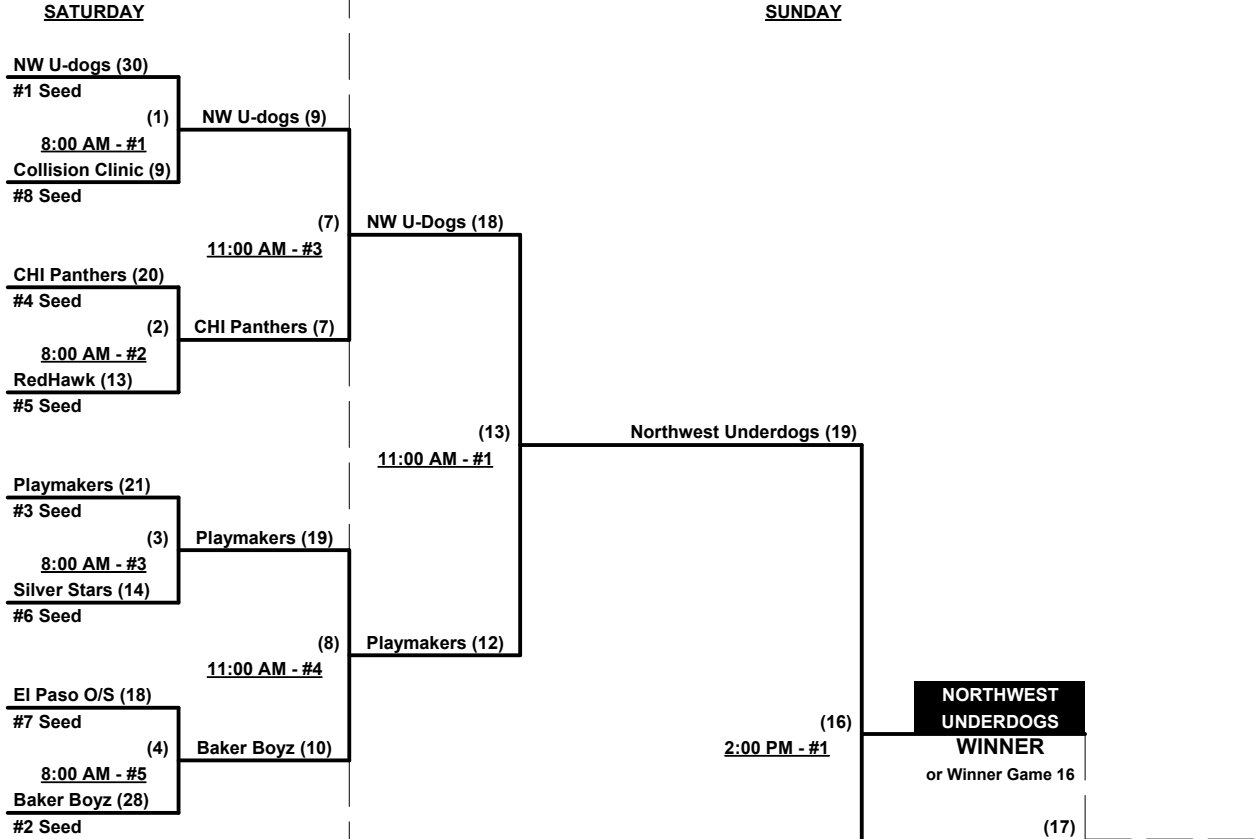 SATURDAY
SUNDAY
NW U-dogs (30)
#1 Seed
(1)
NW U-dogs (9)
8:00 AM - #1
Collision Clinic (9)
#8 Seed
(7)
NW U-Dogs (18)
11:00 AM - #3
CHI Panthers (20)
#4 Seed
(2)
CHI Panthers (7)
8:00 AM - #2
RedHawk (13)
#5 Seed
(13)
Northwest Underdogs (19)
11:00 AM - #1
Playmakers (21)
#3 Seed
(3)
Playmakers (19)
8:00 AM - #3
Silver Stars (14)
#6 Seed
(8)
Playmakers (12)
11:00 AM - #4
El Paso O/S (18)
#7 Seed
(4)
Baker Boyz (10)
8:00 AM - #5
Baker Boyz (28)
#2 Seed
(16)
2:00 PM - #1
NORTHWEST
UNDERDOGS
WINNER
or Winner Game 16
(17)